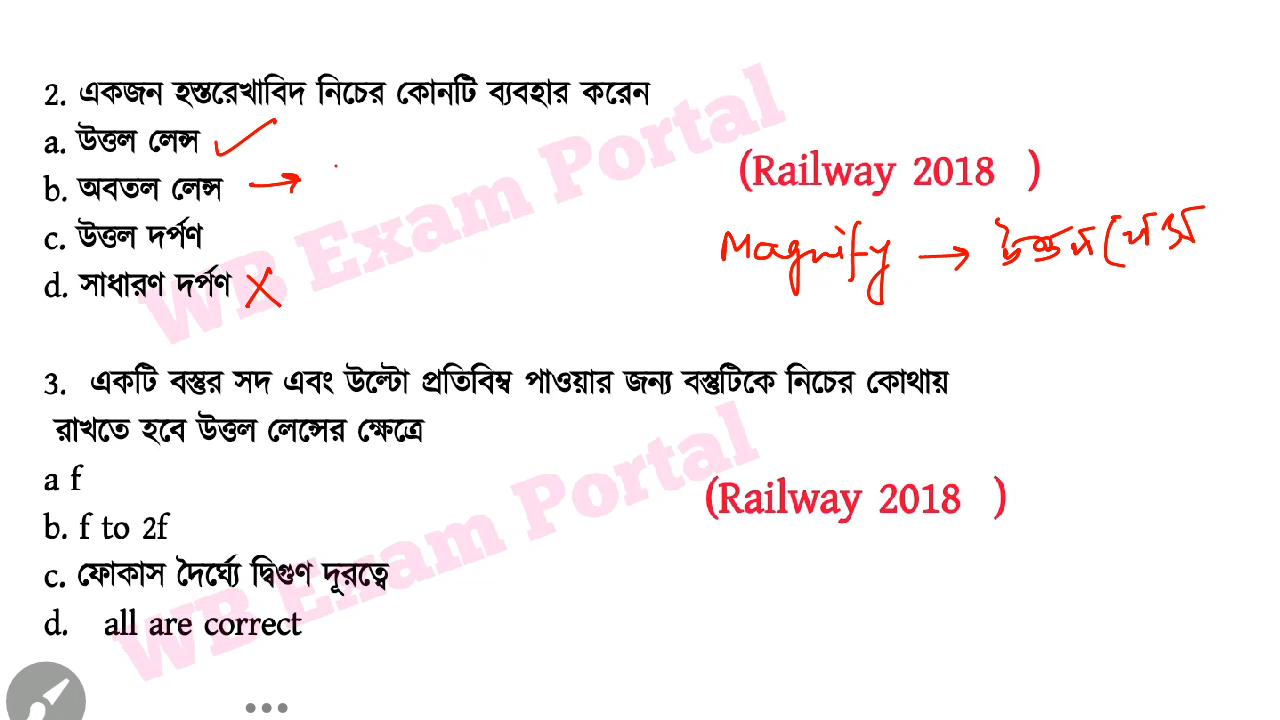 2. একজন হস্তরেখাবিদ নিচের কোনটি ব্যবহার করেন
a. উত্তল লেন্স
b. অবতল লেন্স
c. উত্তল দর্পণ
d. সাধারণ দর্পণ
(Railway 2018 )
Magnify → উত্তল লেন্স
3. একটি বস্তুর সদ এবং উল্টো প্রতিবিম্ব পাওয়ার জন্য বস্তুটিকে নিচের কোথায়
রাখতে হবে উত্তল লেন্সের ক্ষেত্রে
a f
b. f to 2f
c. ফোকাস দৈর্ঘ্যে দ্বিগুণ দূরত্বে
d. all are correct
(Railway 2018 )
WB Exam Portal
WB Exam Portal